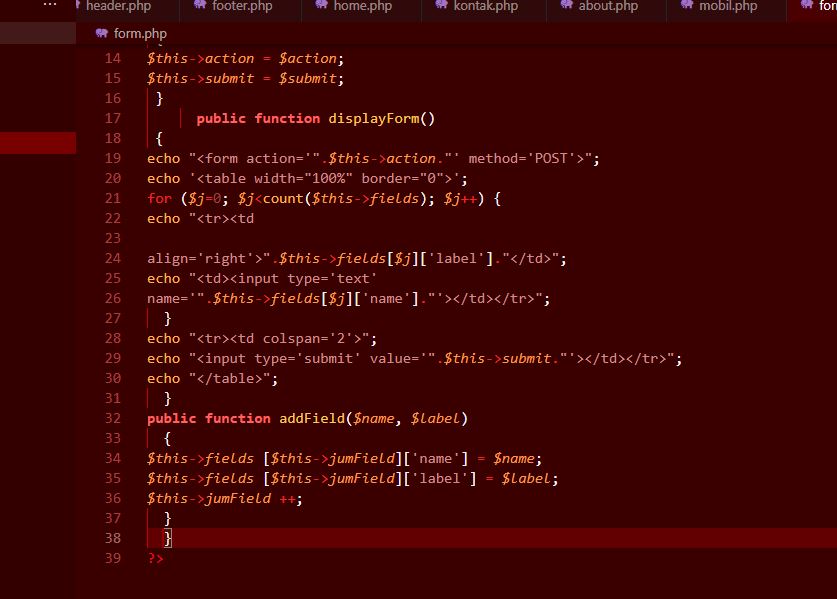 ... header.php footer.php home.php kontak.php about.php mobil.php
form.php
14 $this->action = $action;
15 $this->submit = $submit;
16 }
17 public function displayForm()
18 {
19 echo "<form action='".$this->action."' method='POST'>";
20 echo '<table width="100%" border="0">';
21 for ($j=0; $j<count($this->fields); $j++) {
22 echo "<tr><td
23
24 align='right'>".$this->fields[$j]['label']."</td>";
25 echo "<td><input type='text'
26 name='".$this->fields[$j]['name']."'></td></tr>";
27 }
28 echo "<tr><td colspan='2'>";
29 echo "<input type='submit' value='".$this->submit."'></td></tr>";
30 echo "</table>";
31 }
32 public function addField($name, $label)
33 {
34 $this->fields [$this->jumField]['name'] = $name;
35 $this->fields [$this->jumField]['label'] = $label;
36 $this->jumField ++;
37 }
38 }
39 ?>